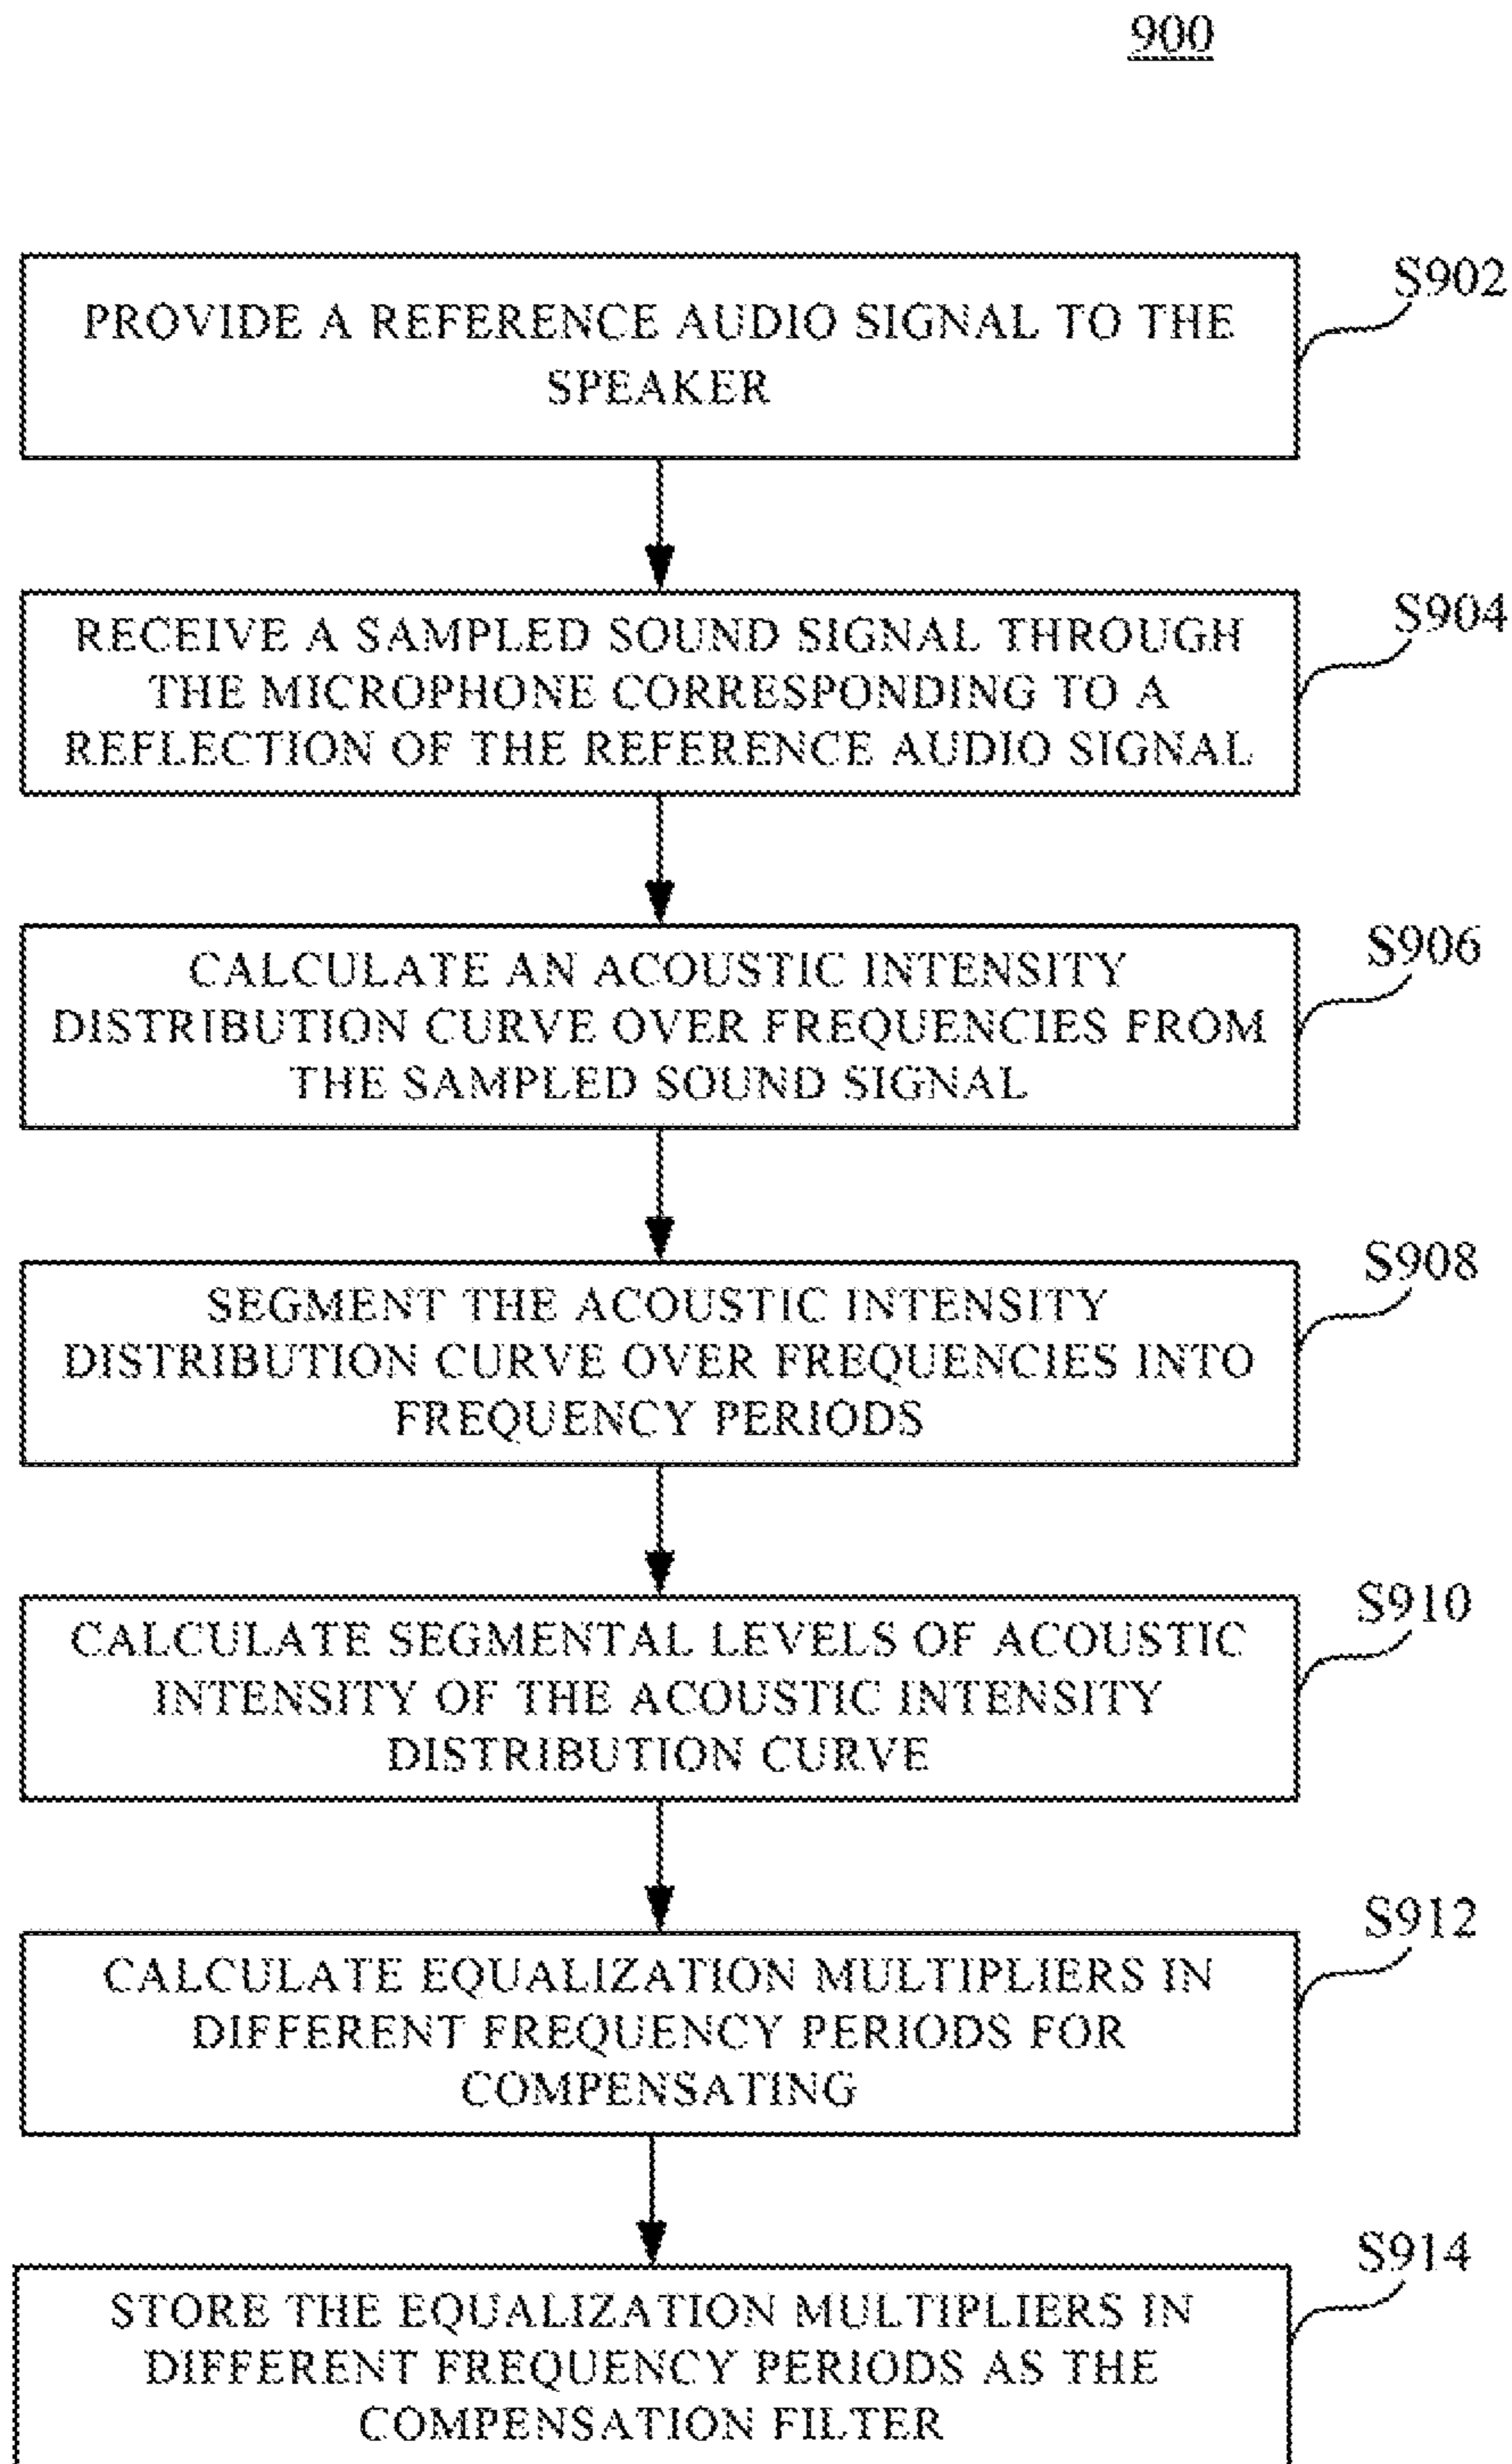 900
PROVIDE A REFERENCE AUDIO SIGNAL TO THE
SPEAKER
S902
RECEIVE A SAMPLED SOUND SIGNAL THROUGH
THE MICROPHONE CORRESPONDING TO A
REFLECTION OF THE REFERENCE AUDIO SIGNAL
S904
CALCULATE AN ACOUSTIC INTENSITY
DISTRIBUTION CURVE OVER FREQUENCIES FROM
THE SAMPLED SOUND SIGNAL
S906
SEGMENT THE ACOUSTIC INTENSITY
DISTRIBUTION CURVE OVER FREQUENCIES INTO
FREQUENCY PERIODS
S908
CALCULATE SEGMENTAL LEVELS OF ACOUSTIC
INTENSITY OF THE ACOUSTIC INTENSITY
DISTRIBUTION CURVE
S910
CALCULATE EQUALIZATION MULTIPLIERS IN
DIFFERENT FREQUENCY PERIODS FOR
COMPENSATING
S912
STORE THE EQUALIZATION MULTIPLIERS IN
DIFFERENT FREQUENCY PERIODS AS THE
COMPENSATION FILTER
S914